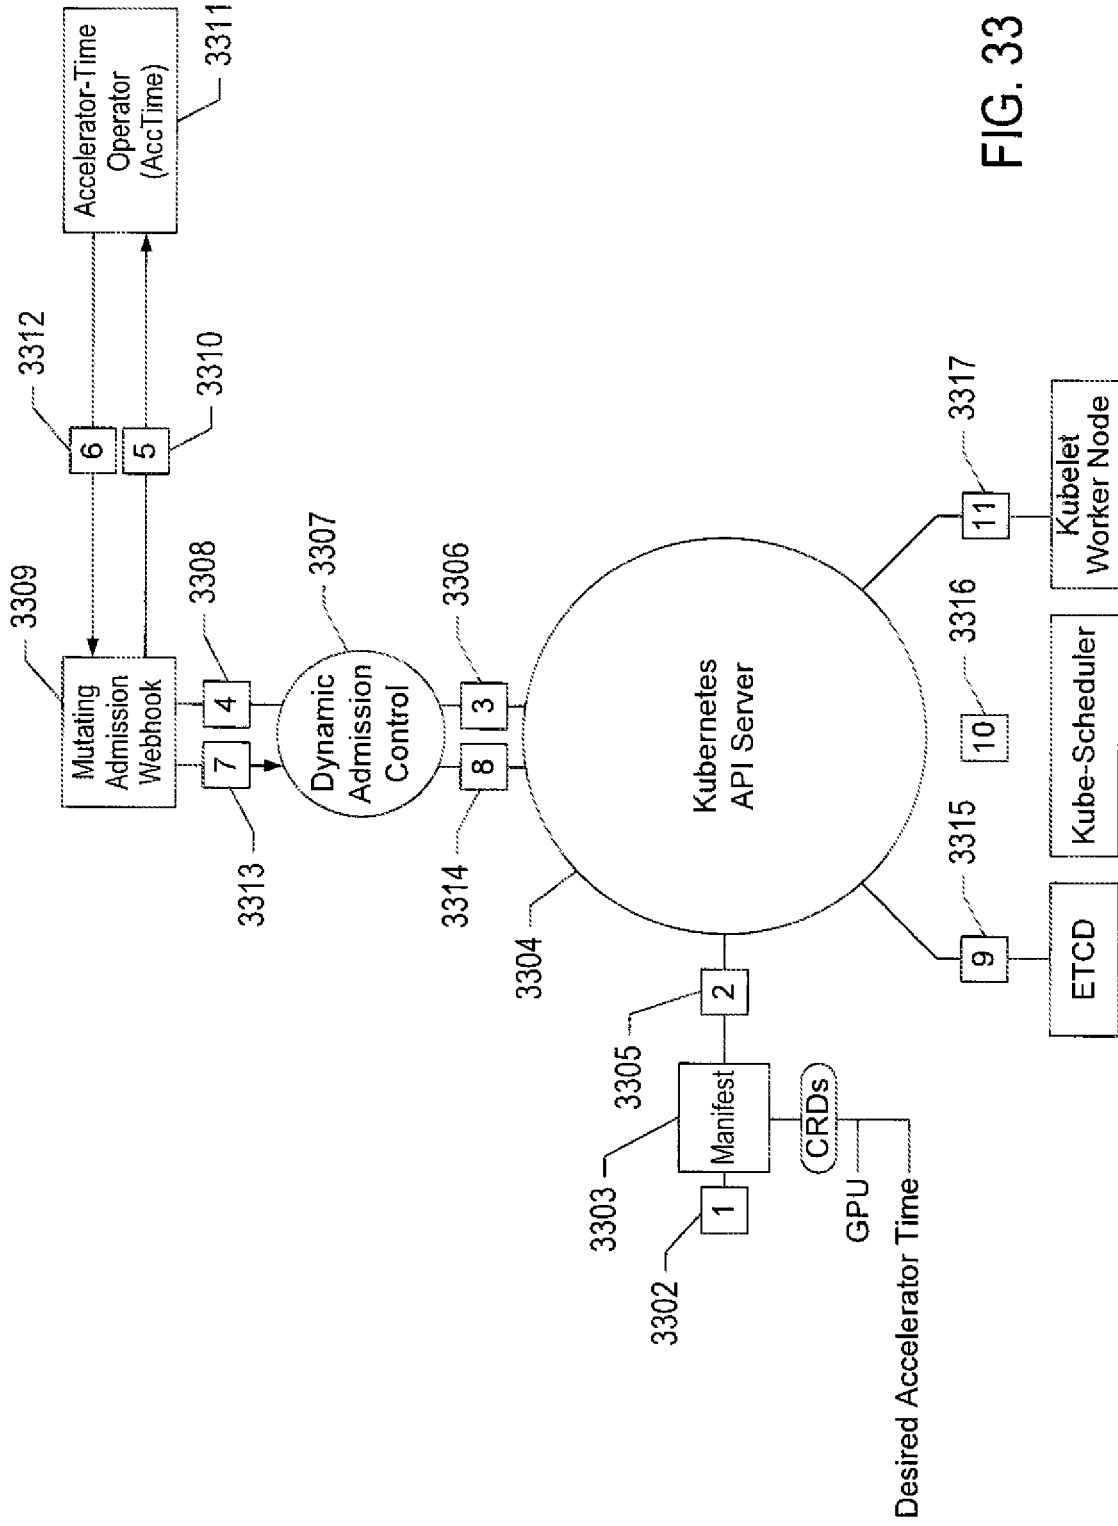 3309
3312
Mutating
Admission
Webhook
6
5
3310
Accelerator-Time
Operator
(AccTime)
3311
7
4
3308
3313
Dynamic
Admission
Control
3307
8
3
3306
3314
3304
Kubernetes
API Server
3305
3303
3302
1
Manifest
2
CRDs
GPU
Desired Accelerator Time
9
3315
10
3316
11
3317
ETCD
Kube-Scheduler
Kubelet
Worker Node
FIG. 33